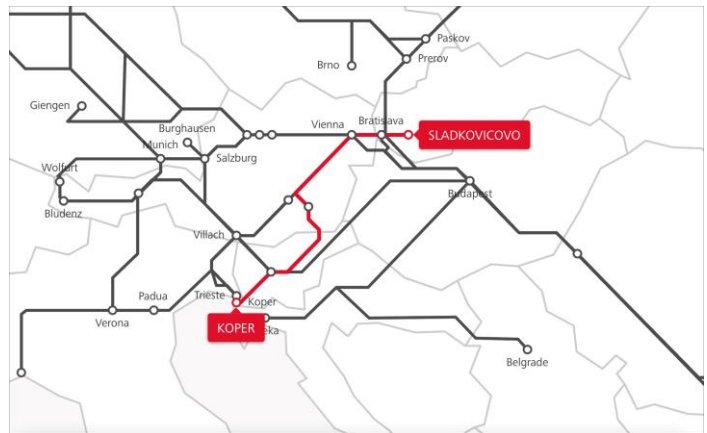 Paskov
Prerov
Brno
Giengen
Burghausen
Vienna
Bratislava
SLADKOVICOVO
Munich
Salzburg
Wolfurt
Bludenz
Budapest
Villach
Trieste
Koper
Padua
Verona
KOPER
eka
Belgrade